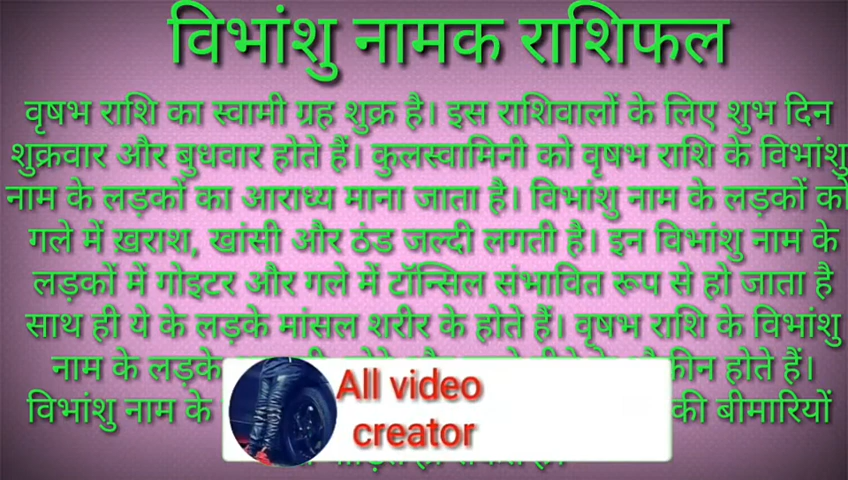 विभांशु नामक राशिफल
वृषभ राशि का स्वामी ग्रह शुक्र है। इस राशिवालों के लिए शुभ दिन
शुक्रवार और बुधवार होते हैं। कुलस्वामिनी को वृषभ राशि के विभांशु
नाम के लड़कों का आराध्य माना जाता है। विभांशु नाम के लड़कों को
गले में ख़राश, खांसी और ठंड जल्दी लगती है। इन विभांशु नाम के
लड़कों में गोइटर और गले में टॉन्सिल संभावित रूप से हो जाता है
साथ ही ये के लड़के मांसल शरीर के होते हैं। वृषभ राशि के विभांशु
नाम के लड़के होते हैं।
विभांशु नाम के की बीमारियों
All video
creator